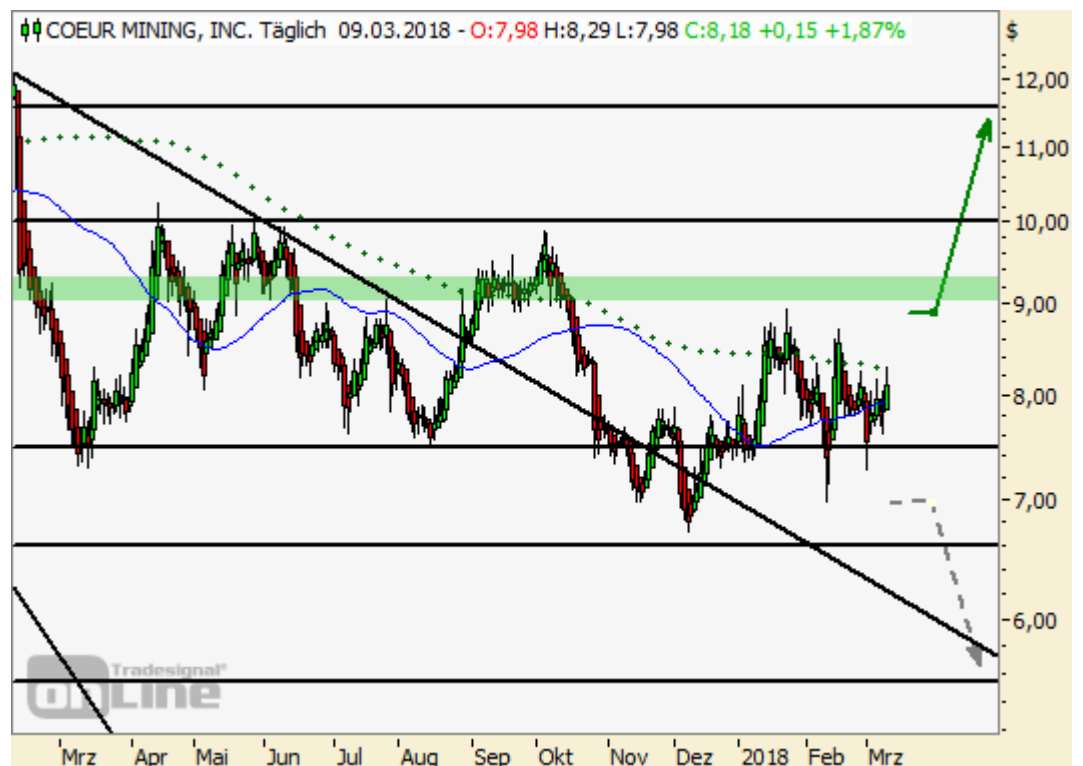 COEUR MINING, INC. Täglich 09.03.2018 - O:7,98 H:8,29 L:7,98 C:8,18 +0,15 +1,87%
$
12,00
11,00
10,00
9,00
8,00
7,00
6,00
Tradesignal®
onLine
Mrz Apr Mai Jun Jul Aug Sep Okt Nov Dez 2018 Feb Mrz